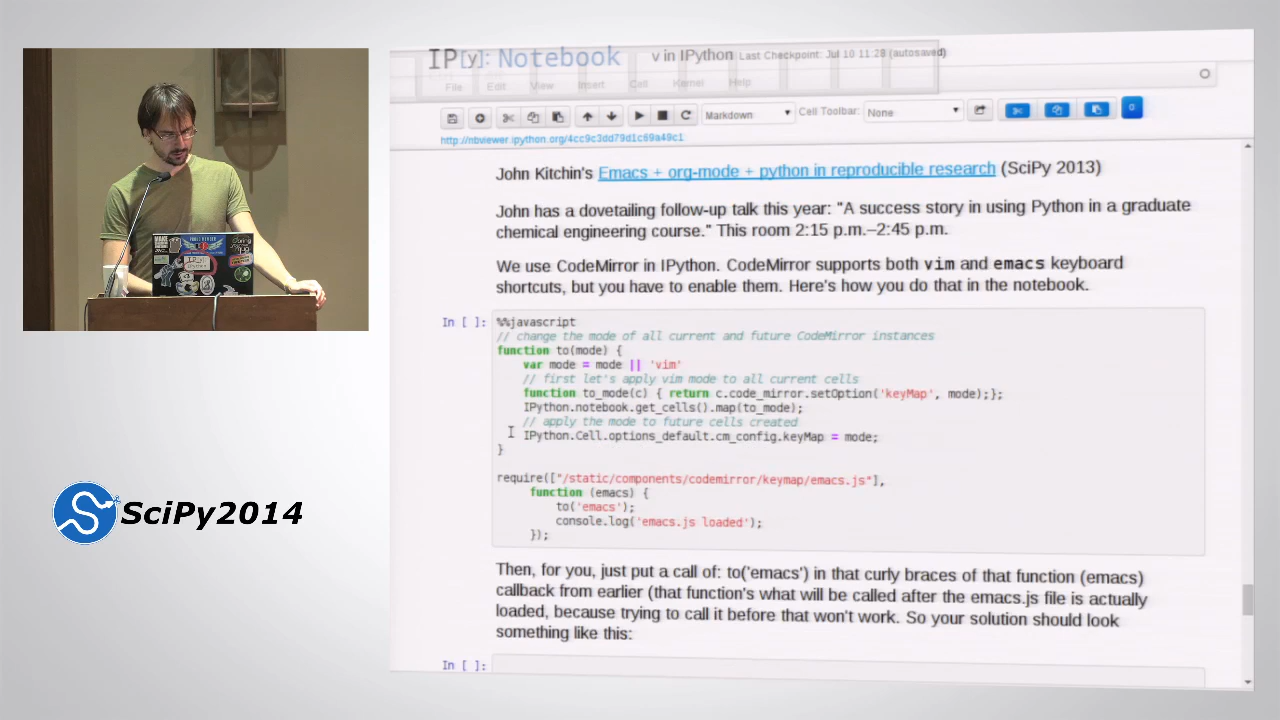 IP[y]: Notebook v in IPython Last Checkpoint: Jul 10 11:28 (autosaved)
File Edit View Insert Cell Kernel Help
Markdown Cell Toolbar: None
http://nbviewer.ipython.org/4cc9c3dd79d1c69a49c1
John Kitchin's Emacs + org-mode + python in reproducible research (SciPy 2013)
John has a dovetailing follow-up talk this year: "A success story in using Python in a graduate
chemical engineering course." This room 2:15 p.m.–2:45 p.m.
We use CodeMirror in IPython. CodeMirror supports both vim and emacs keyboard
shortcuts, but you have to enable them. Here's how you do that in the notebook.
In [ ]: %%javascript
// change the mode of all current and future CodeMirror instances
function to(mode) {
var mode = mode || 'vim'
// first let's apply vim mode to all current cells
function to_mode(c) { return c.code_mirror.setOption('keyMap', mode);};
IPython.notebook.get_cells().map(to_mode);
// apply the mode to future cells created
IPython.Cell.options_default.cm_config.keyMap = mode;
}
require(["/static/components/codemirror/keymap/emacs.js"],
function (emacs) {
to('emacs');
console.log('emacs.js loaded');
});
Then, for you, just put a call of: to('emacs') in that curly braces of that function (emacs)
callback from earlier (that function's what will be called after the emacs.js file is actually
loaded, because trying to call it before that won't work. So your solution should look
something like this:
In [ ]:
SciPy2014